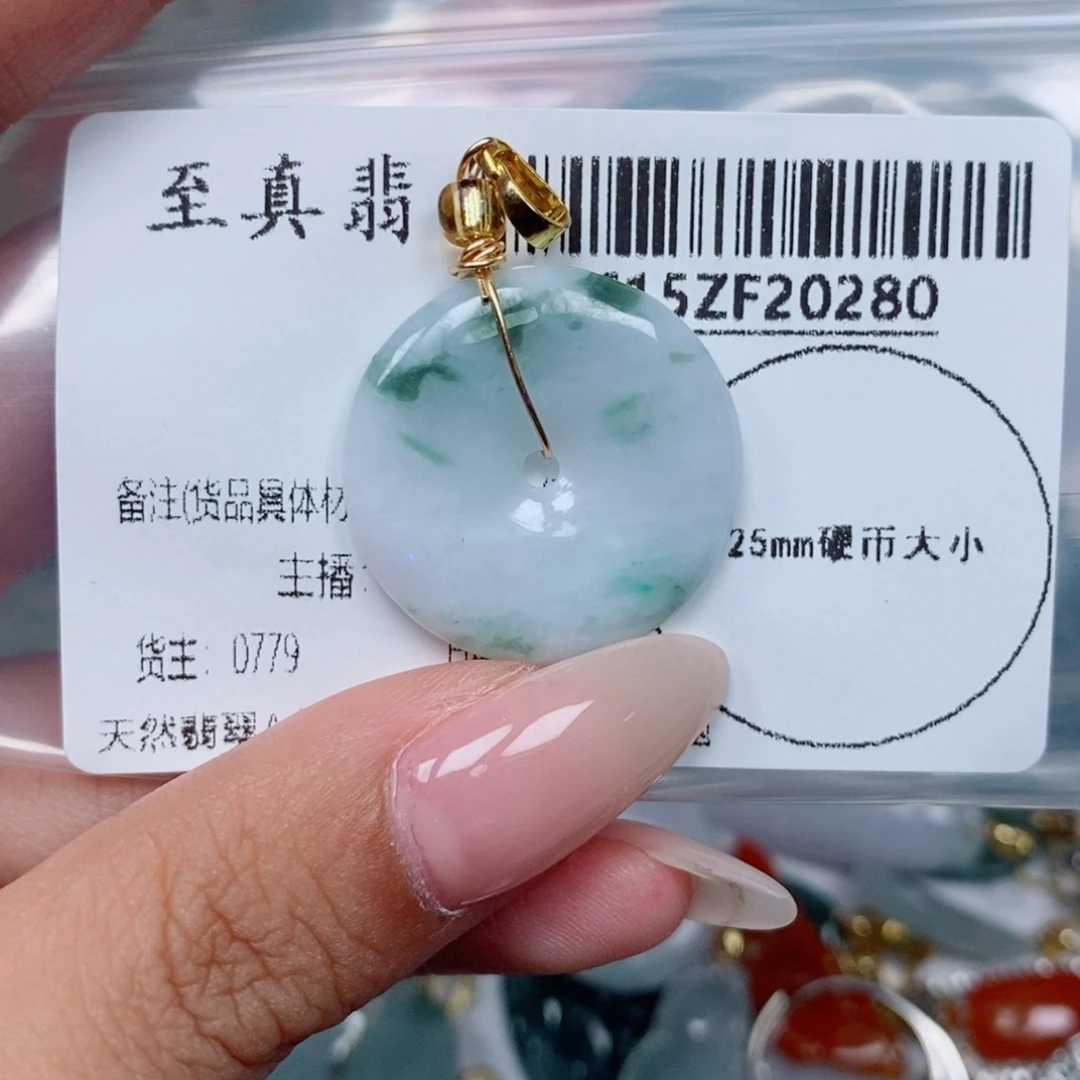 至真翡
15ZF20280
备注(货品具体材
25mm硬币大小
主播:
货主: 0779
天然翡翠A